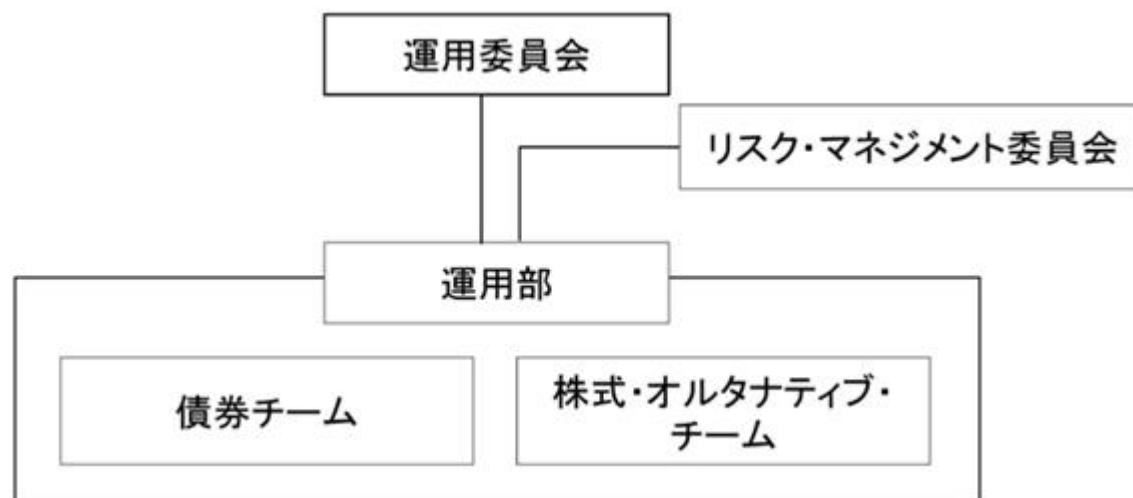 運用委員会
リスク・マネジメント委員会
運用部
債券チーム
株式・オルタナティブ・
チーム